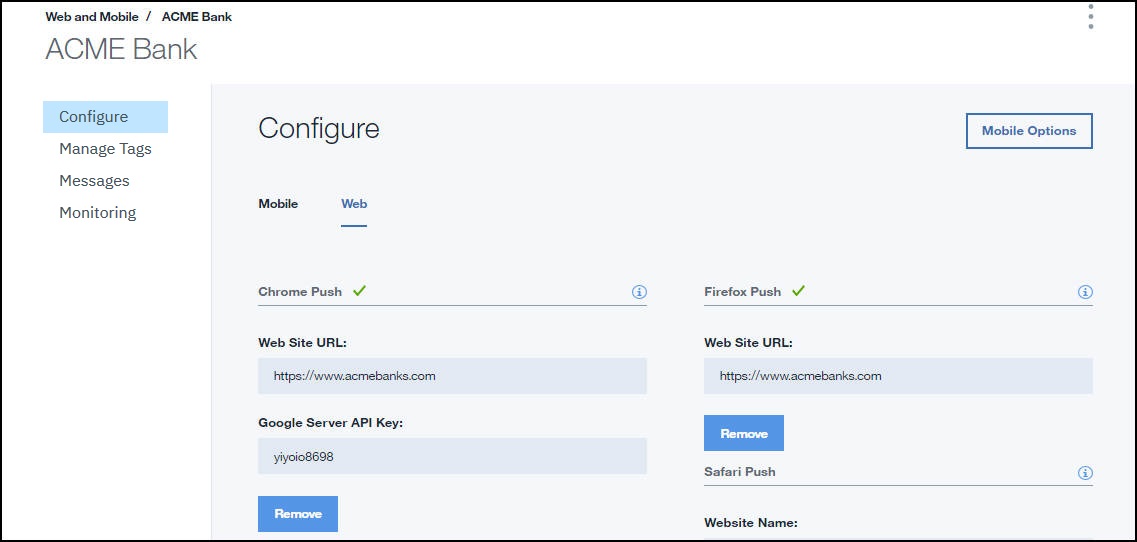 Web and Mobile / ACME Bank
ACME Bank
Configure
Manage Tags
Messages
Monitoring
Configure
Mobile Options
Mobile Web
Chrome Push
Web Site URL:
https://www.acmebanks.com
Google Server API Key:
yiyoio8698
Remove
Firefox Push
Web Site URL:
https://www.acmebanks.com
Remove
Safari Push
Website Name: